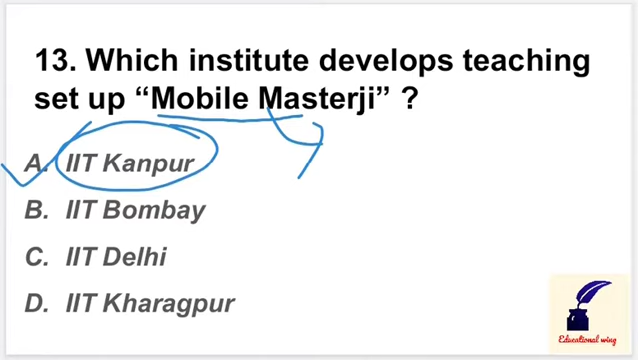 13. Which institute develops teaching
set up “Mobile Masterji” ?
A. IIT Kanpur
B. IIT Bombay
C. IIT Delhi
D. IIT Kharagpur
Educational wing